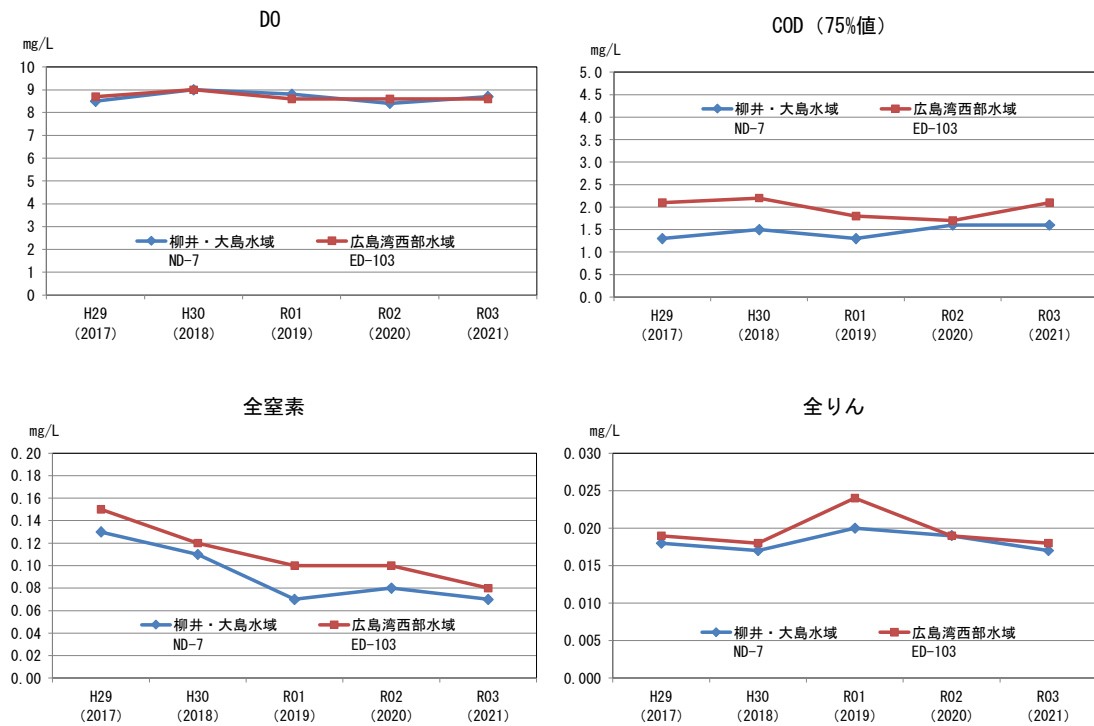 DO
mg/L
10
9
8
7
6
5
4
3
2
1
0
柳井・大島水域
ND-7
広島湾西部水域
ED-103
H29
(2017)
H30
(2018)
R01
(2019)
R02
(2020)
R03
(2021)
COD (75%値)
mg/L
5.0
4.5
4.0
3.5
3.0
2.5
2.0
1.5
1.0
0.5
0.0
柳井・大島水域
ND-7
広島湾西部水域
ED-103
H29
(2017)
H30
(2018)
R01
(2019)
R02
(2020)
R03
(2021)
全窒素
mg/L
0.20
0.18
0.16
0.14
0.12
0.10
0.08
0.06
0.04
0.02
0.00
柳井・大島水域
ND-7
広島湾西部水域
ED-103
H29
(2017)
H30
(2018)
R01
(2019)
R02
(2020)
R03
(2021)
全りん
mg/L
0.030
0.025
0.020
0.015
0.010
0.005
0.000
柳井・大島水域
ND-7
広島湾西部水域
ED-103
H29
(2017)
H30
(2018)
R01
(2019)
R02
(2020)
R03
(2021)